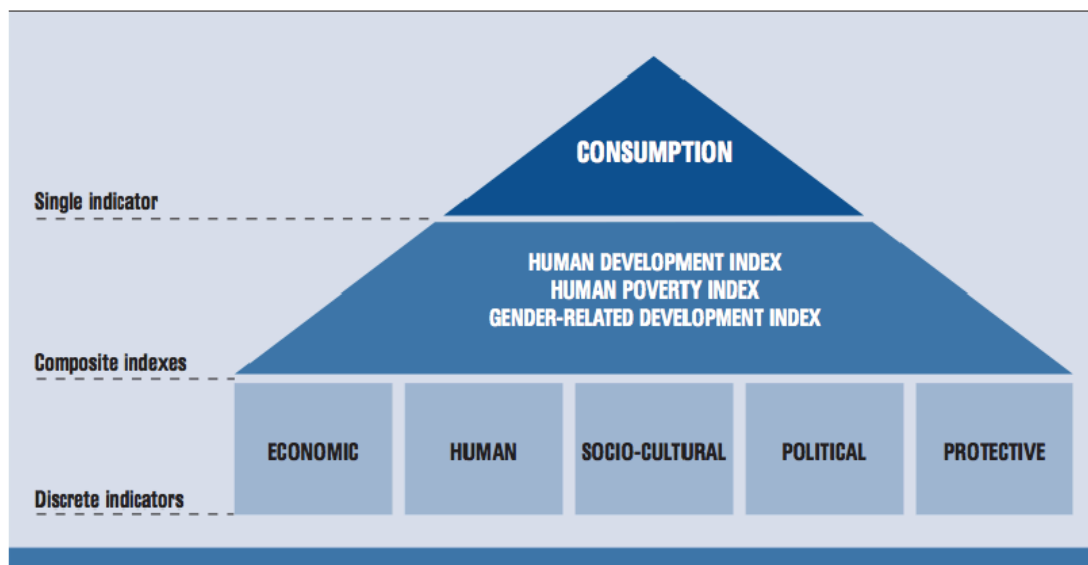 CONSUMPTION
Single indicator
HUMAN DEVELOPMENT INDEX
HUMAN POVERTY INDEX
GENDER-RELATED DEVELOPMENT INDEX
Composite indexes
ECONOMIC
HUMAN
SOCIO-CULTURAL
POLITICAL
PROTECTIVE
Discrete indicators